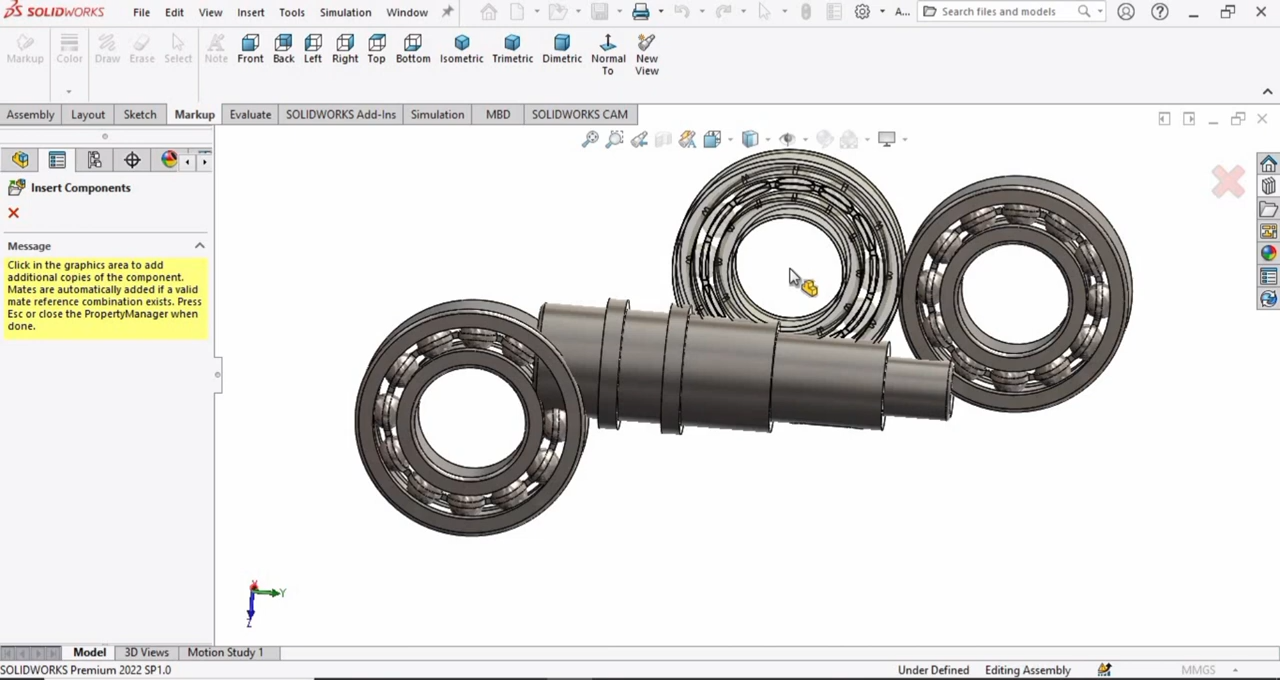 SOLIDWORKS File Edit View Insert Tools Simulation Window A... Search files and models
Markup Color Draw Erase Select Note Front Back Left Right Top Bottom Isometric Trimetric Dimetric Normal To New View
Assembly Layout Sketch Markup Evaluate SOLIDWORKS Add-Ins Simulation MBD SOLIDWORKS CAM
Insert Components
Message
Click in the graphics area to add
additional copies of the component.
Mates are automatically added if a valid
mate reference combination exists. Press
Esc or close the PropertyManager when
done.
Y
Z
Model 3D Views Motion Study 1
SOLIDWORKS Premium 2022 SP1.0 Under Defined Editing Assembly MMGS